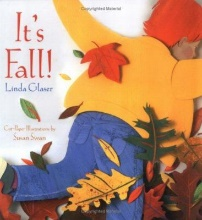 It's
Fall!
Linda Glaser
Cut-Paper Illustrations by
Susan Swan